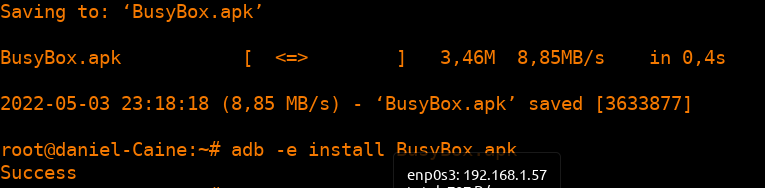 Saving to: ‘BusyBox.apk’
BusyBox.apk [ <=> ] 3,46M 8,85MB/s in 0,4s
2022-05-03 23:18:18 (8,85 MB/s) - ‘BusyBox.apk’ saved [3633877]
root@daniel-Caine:~# adb -e install BusyBox.apk
Success
enp0s3: 192.168.1.57